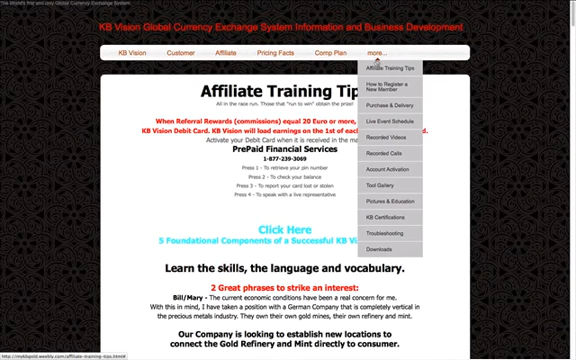 The World's first and only Global Currency Exchange System
KB Vision Global Currency Exchange System Information and Business Development
KB Vision Customer Affiliate Pricing Facts Comp Plan more...
Affiliate Training Tips
How to Register a
New Member
Purchase & Delivery
Live Event Schedule
Recorded Videos
Recorded Calls
Account Activation
Tool Gallery
Pictures & Education
KB Certifications
Troubleshooting
Downloads
Affiliate Training Tip
All in the race run. Those that "run to win" obtain the prize!
When Referral Rewards (commissions) equal 20 Euro or more,
KB Vision Debit Card. KB Vision will load earnings on the 1st of each d.
Activate your Debit Card when it is received in the ma
PrePaid Financial Services
1-877-239-3069
Press 1 - To retrieve your pin number
Press 2 - To check your balance
Press 3 - To report your card lost or stolen
Press 4 - To speak with a live representative
Click Here
5 Foundational Components of a Successful KB Vi
Learn the skills, the language and vocabulary.
2 Great phrases to strike an interest:
Bill/Mary - The current economic conditions have been a real concern for me.
With this in mind, I have taken a position with a German Company that is completely vertical in
the precious metals industry. They own their own gold mines, their own refinery and mint.
Our Company is looking to establish new locations to
connect the Gold Refinery and Mint directly to consumer.
http://mykbgold.weebly.com/affiliate-training-tips.html#